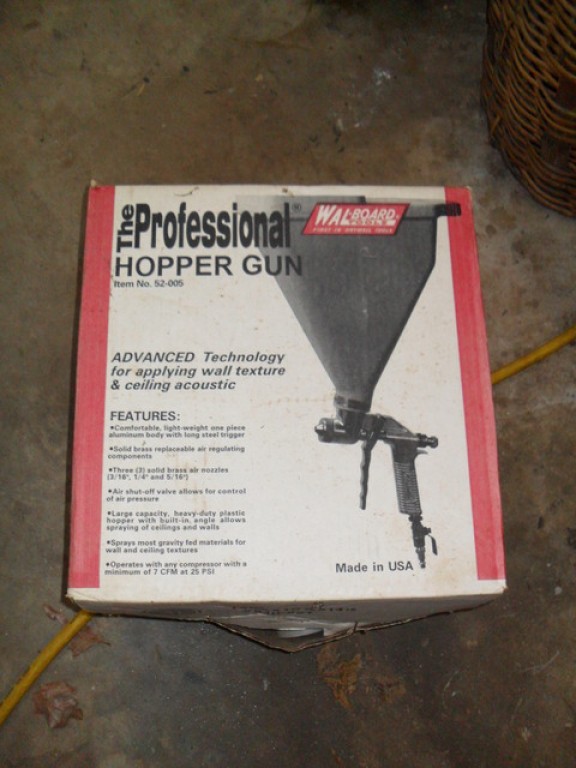 The Professional®
WAL-BOARD
TOOLS
FIRST IN DRYWALL TOOLS
HOPPER GUN
Item No. 52-005
ADVANCED Technology
for applying wall texture
& ceiling acoustic
FEATURES:
•Comfortable, light-weight one piece
aluminum body with long steel trigger
•Solid brass replaceable air regulating
components
•Three (3) solid brass air nozzles
(3/16", 1/4" and 5/16")
•Air shut-off valve allows for control
of air pressure
•Large capacity, heavy-duty plastic
hopper with built-in angle allows
spraying of ceilings and walls
•Sprays most gravity fed materials for
wall and ceiling textures
•Operates with any compressor with a
minimum of 7 CFM at 25 PSI
Made in USA